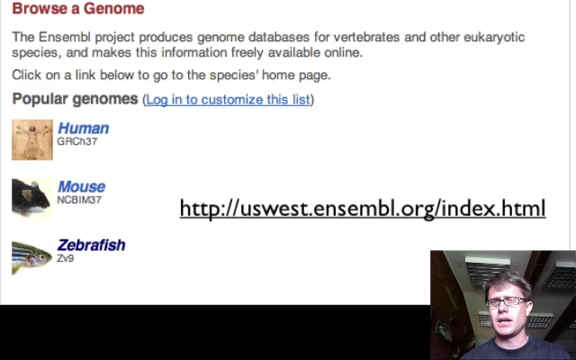 Browse a Genome
The Ensembl project produces genome databases for vertebrates and other eukaryotic
species, and makes this information freely available online.
Click on a link below to go to the species' home page.
Popular genomes (Log in to customize this list)
Human
GRCh37
Mouse
NCBIM37
http://uswest.ensembl.org/index.html
Zebrafish
Zv9